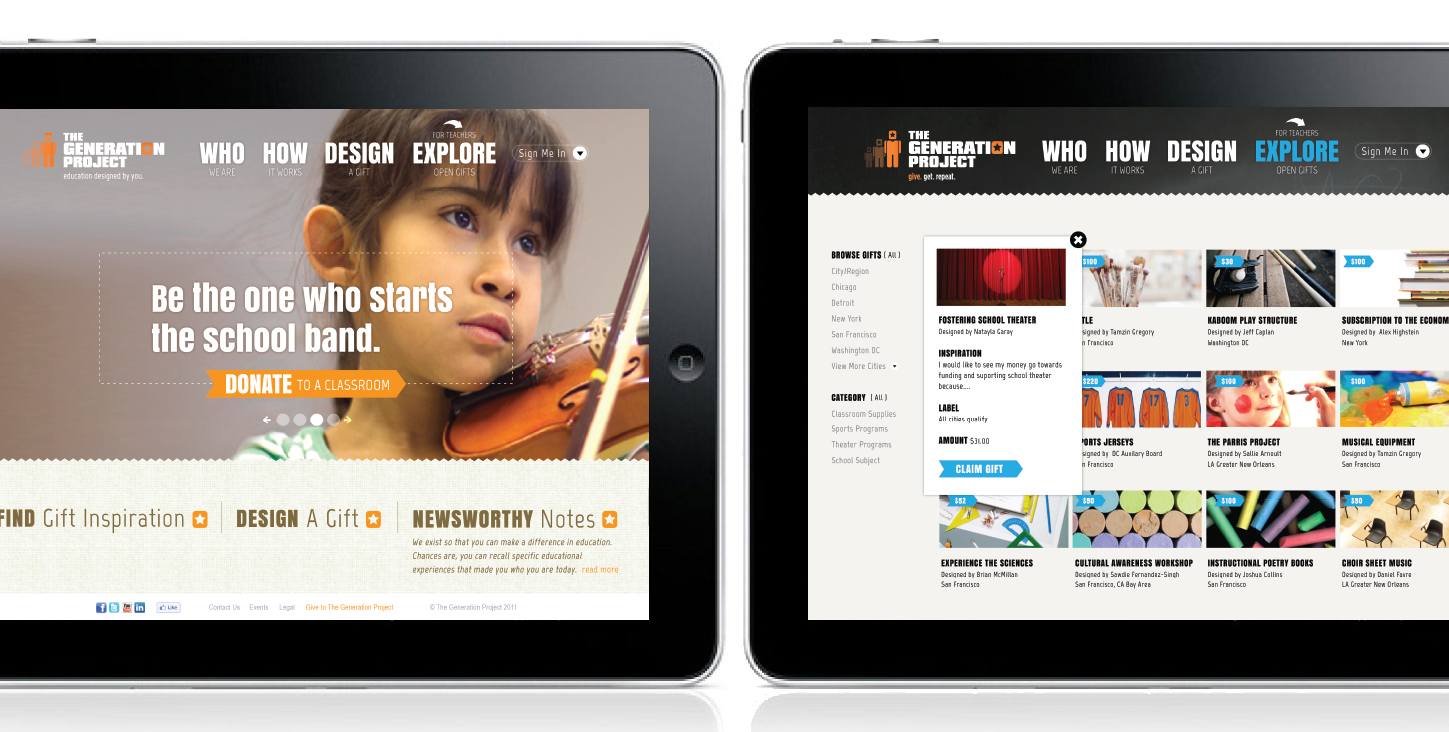 THE
GENERATION
PROJECT
education designed by you.
WHO
WE ARE
HOW
IT WORKS
DESIGN
A GIFT
FOR TEACHERS
EXPLORE
OPEN GIFTS
Sign Me In
Be the one who starts
the school band.
DONATE TO A CLASSROOM
FIND Gift Inspiration
DESIGN A Gift
NEWSWORTHY Notes
We exist so that you can make a difference in education.
Chances are, you can recall specific educational
experiences that made you who you are today. read more
Like
Contact Us Events Legal Give to The Generation Project © The Generation Project 2011
THE
GENERATION
PROJECT
give. get. repeat.
WHO
WE ARE
HOW
IT WORKS
DESIGN
A GIFT
FOR TEACHERS
EXPLORE
OPEN GIFTS
Sign Me In
BROWSE GIFTS ( All )
City/Region
Chicago
Detroit
New York
San Francisco
Washington DC
View More Cities
CATEGORY ( All )
Classroom Supplies
Sports Programs
Theater Programs
School Subject
FOSTERING SCHOOL THEATER
Designed by Natayla Garay
INSPIRATION
I would like to see my money go towards
funding and suporting school theater
because....
LABEL
All cities qualify
AMOUNT $31.00
CLAIM GIFT
$100
TLE
signed by Tamzin Gregory
n Francisco
$30
KABOOM PLAY STRUCTURE
Designed by Jeff Caplan
Washington DC
$100
SUBSCRIPTION TO THE ECONOM
Designed by Alex Highstein
New York
$220
PORTS JERSEYS
signed by DC Auxilary Board
n Francisco
7 11 17 3
$100
THE PARRIS PROJECT
Designed by Sallie Arnoult
LA Greater New Orleans
$100
MUSICAL EQUIPMENT
Designed by Tamzin Gregory
San Francisco
$52
EXPERIENCE THE SCIENCES
Designed by Brian McMillan
San Francisco
$50
CULTURAL AWARENESS WORKSHOP
Designed by Sawdie Fernandez-Singh
San Francisco, CA Bay Area
$100
INSTRUCTIONAL POETRY BOOKS
Designed by Joshua Collins
San Francisco
$80
CHOIR SHEET MUSIC
Designed by Daniel Favre
LA Greater New Orleans